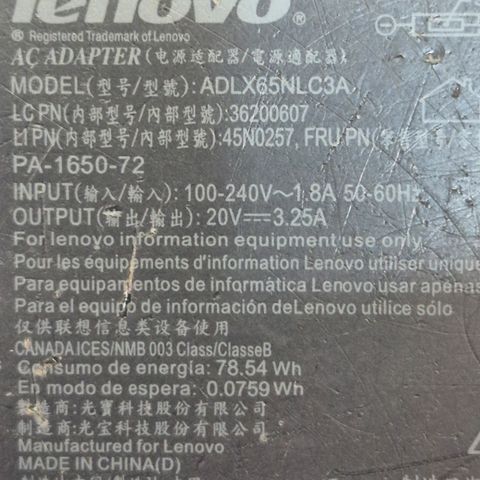 lenovo®
® Registered Trademark of Lenovo
AC ADAPTER (电源适配器/電源適配器)
MODEL(型号/型號): ADLX65NLC3A
LC PN(内部型号/內部型號): 36200607
LI PN(内部型号/內部型號): 45N0257, FRU PN(
PA-1650-72
INPUT(输入/輸入): 100-240V～1.8A 50-60Hz
OUTPUT(输出/輸出): 20V⎓3.25A
For lenovo information equipment use only
Pour les équipements d'information Lenovo utiliser unique
Para equipamentos de informática Lenovo usar apenas
Para el equipo de información deLenovo utilice sólo
仅供联想信息类设备使用
CANADA ICES/NMB 003 Class/ClasseB
Consumo de energía: 78.54 Wh
En modo de espera: 0.0759 Wh
製造商:光寶科技股份有限公司
制造商:光宝科技股份有限公司
Manufactured for Lenovo
MADE IN CHINA(D)